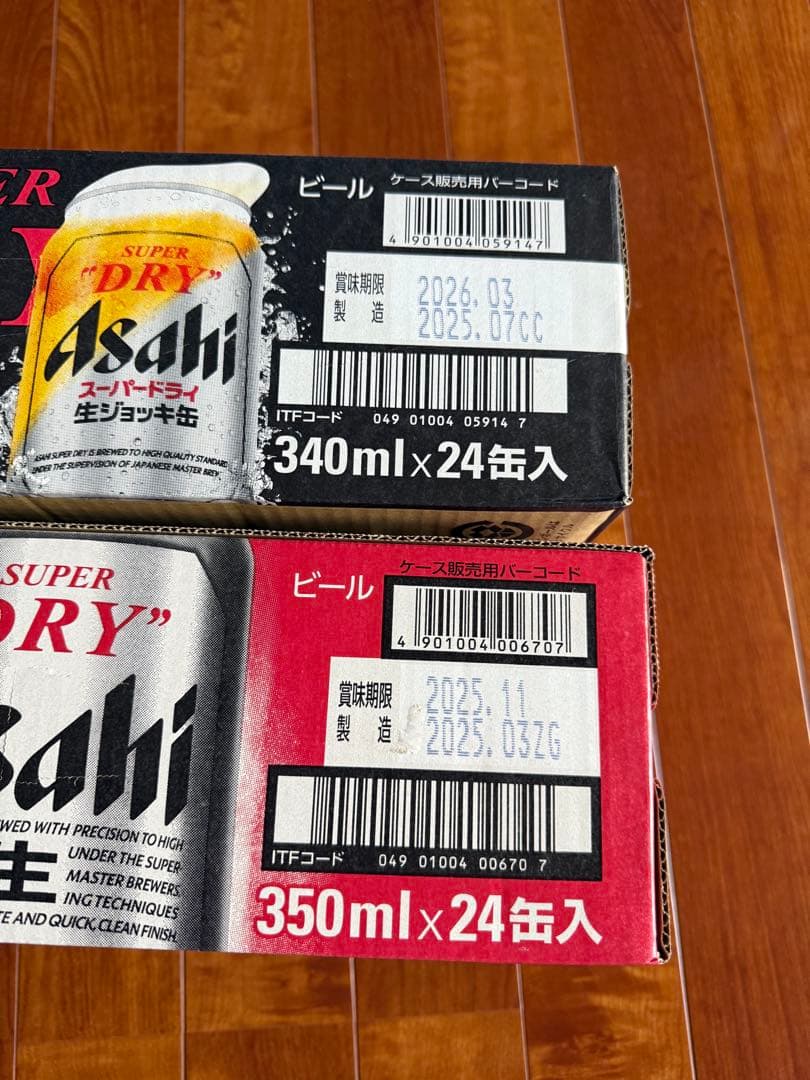 ER
ビール
ケース販売用バーコード
4 901004 059147
賞味期限 2026.03
製造 2025.07CC
SUPER
"DRY"
Asahi
スーパードライ
生ジョッキ缶
ASAHI SUPER DRY IS BREWED TO HIGH QUALITY STANDARD
UNDER THE SUPERVISION OF JAPANESE MASTER BREW
ITFコード 049 01004 05914 7
340ml×24缶入
ビール
ケース販売用バーコード
4 901004 006707
賞味期限 2025.11
製造 2025.03ZG
SUPER
DRY"
sahi
EWED WITH PRECISION TO HIGH
UNDER THE SUPER
MASTER BREWERS
ING TECHNIQUES
TE AND QUICK, CLEAN FINISH.
生
ITFコード 049 01004 00670 7
350ml×24缶入